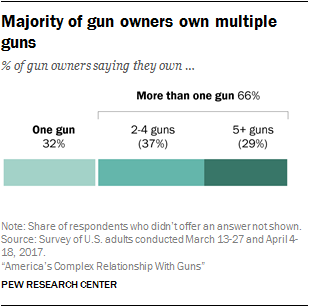 Majority of gun owners own multiple
guns
% of gun owners saying they own ...
More than one gun 66%
One gun
32%
2-4 guns
(37%)
5+ guns
(29%)
Note: Share of respondents who didn't offer an answer not shown.
Source: Survey of U.S. adults conducted March 13-27 and April 4-
18, 2017.
"America's Complex Relationship With Guns"
PEW RESEARCH CENTER